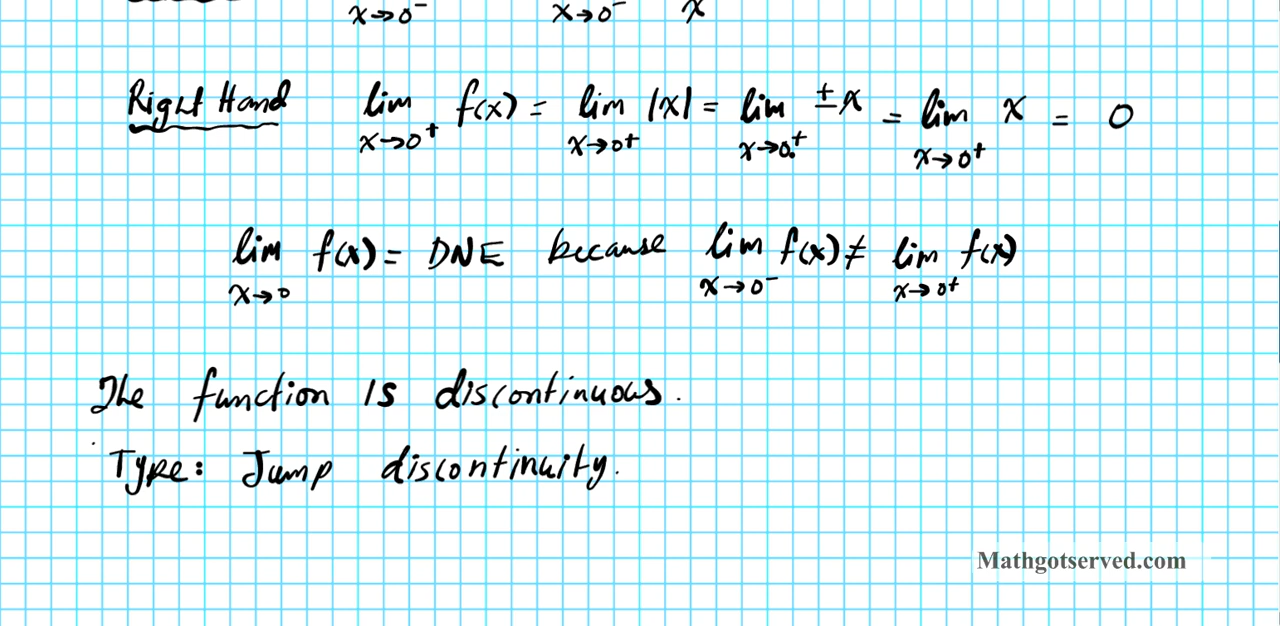 x→0⁻ x→0⁻ x
Right Hand lim x→0⁺ f(x) = lim x→0⁺ |x| = lim x→0⁺ ±x = lim x→0⁺ x = 0
lim x→0 f(x) = DNE because lim x→0⁻ f(x) ≠ lim x→0⁺ f(x)
The function is discontinuous.
Type: Jump discontinuity.
Mathgotserved.com